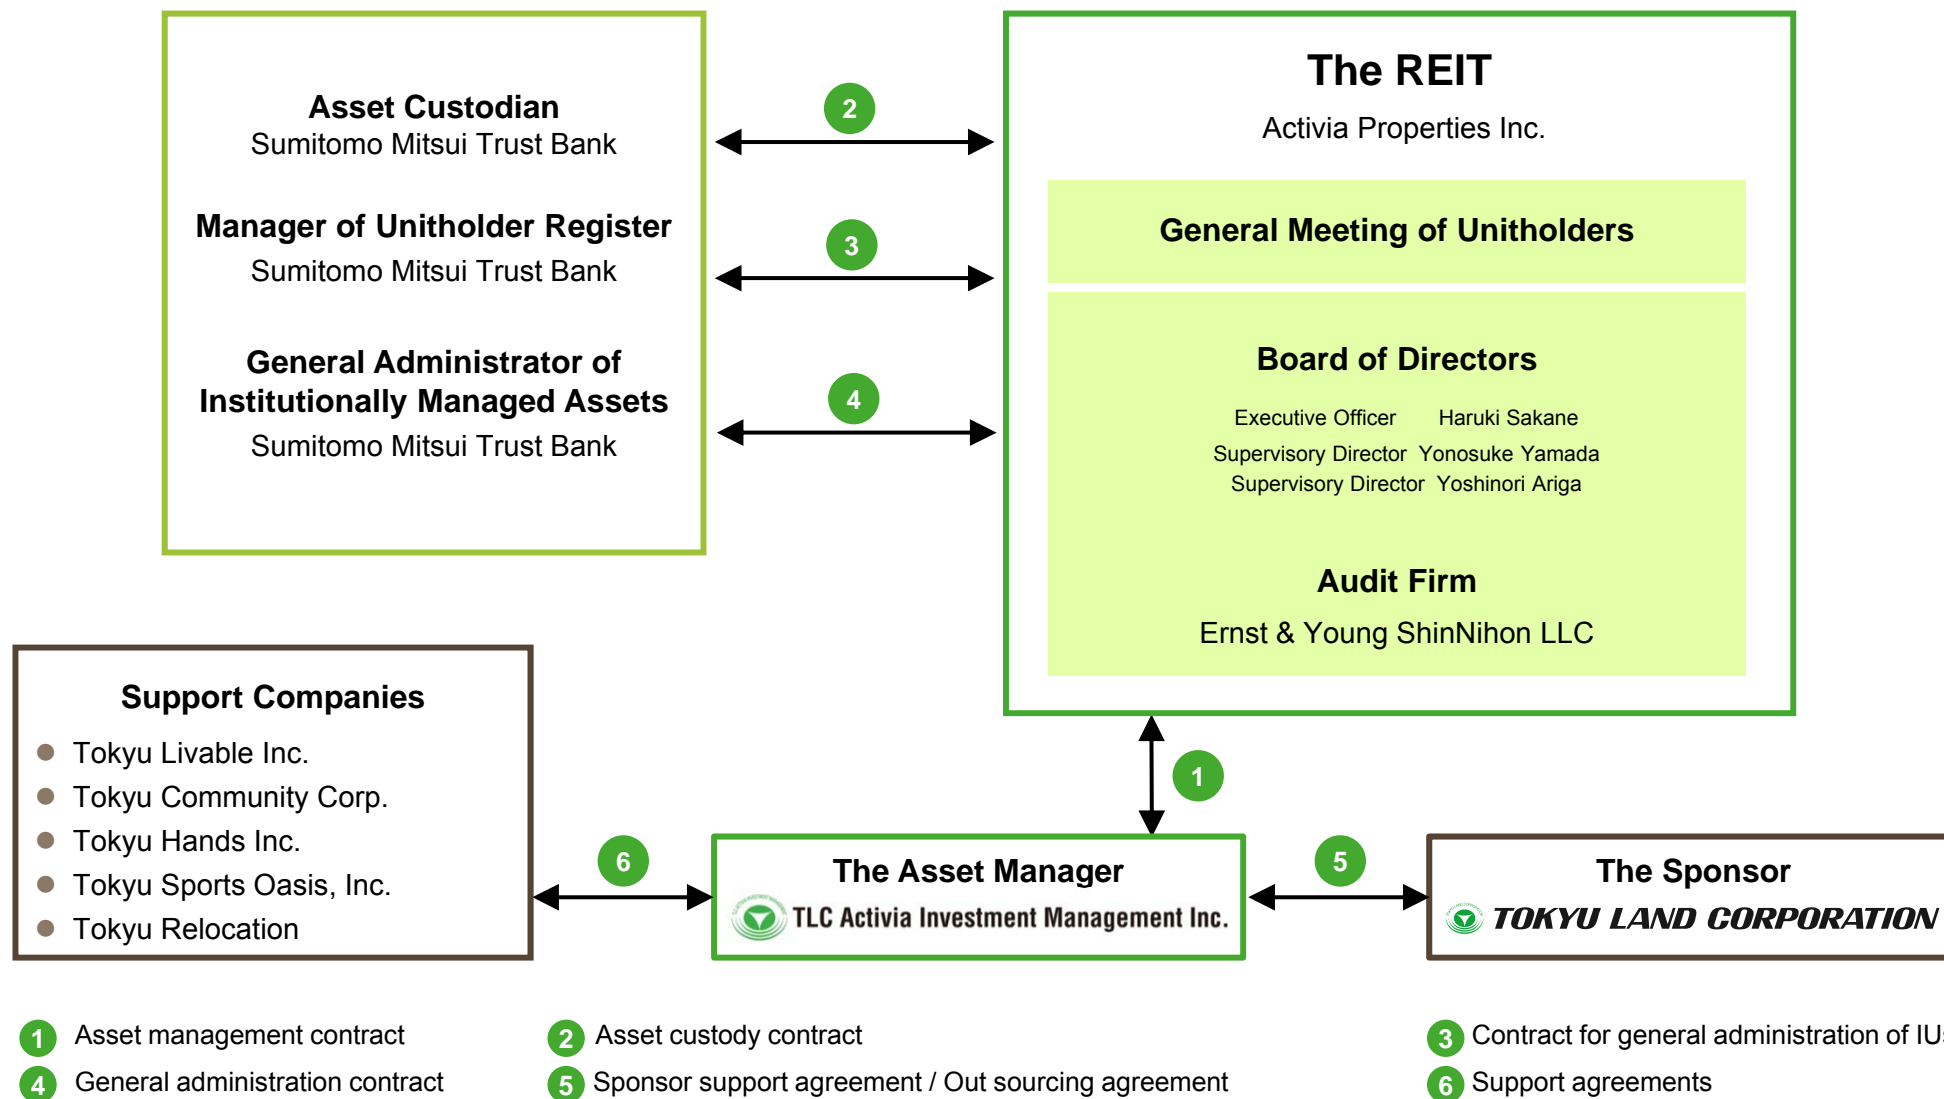 Asset Custodian
Sumitomo Mitsui Trust Bank
Manager of Unitholder Register
Sumitomo Mitsui Trust Bank
General Administrator of
Institutionally Managed Assets
Sumitomo Mitsui Trust Bank
2
3
4
The REIT
Activia Properties Inc.
General Meeting of Unitholders
Board of Directors
Executive Officer Haruki Sakane
Supervisory Director Yonosuke Yamada
Supervisory Director Yoshinori Ariga
Audit Firm
Ernst & Young ShinNihon LLC
1
Support Companies
Tokyu Livable Inc.
Tokyu Community Corp.
Tokyu Hands Inc.
Tokyu Sports Oasis, Inc.
Tokyu Relocation
6
The Asset Manager
TLC Activia Investment Management Inc.
5
The Sponsor
TOKYU LAND CORPORATION
1 Asset management contract
2 Asset custody contract
3 Contract for general administration of IUs
4 General administration contract
5 Sponsor support agreement / Out sourcing agreement
6 Support agreements